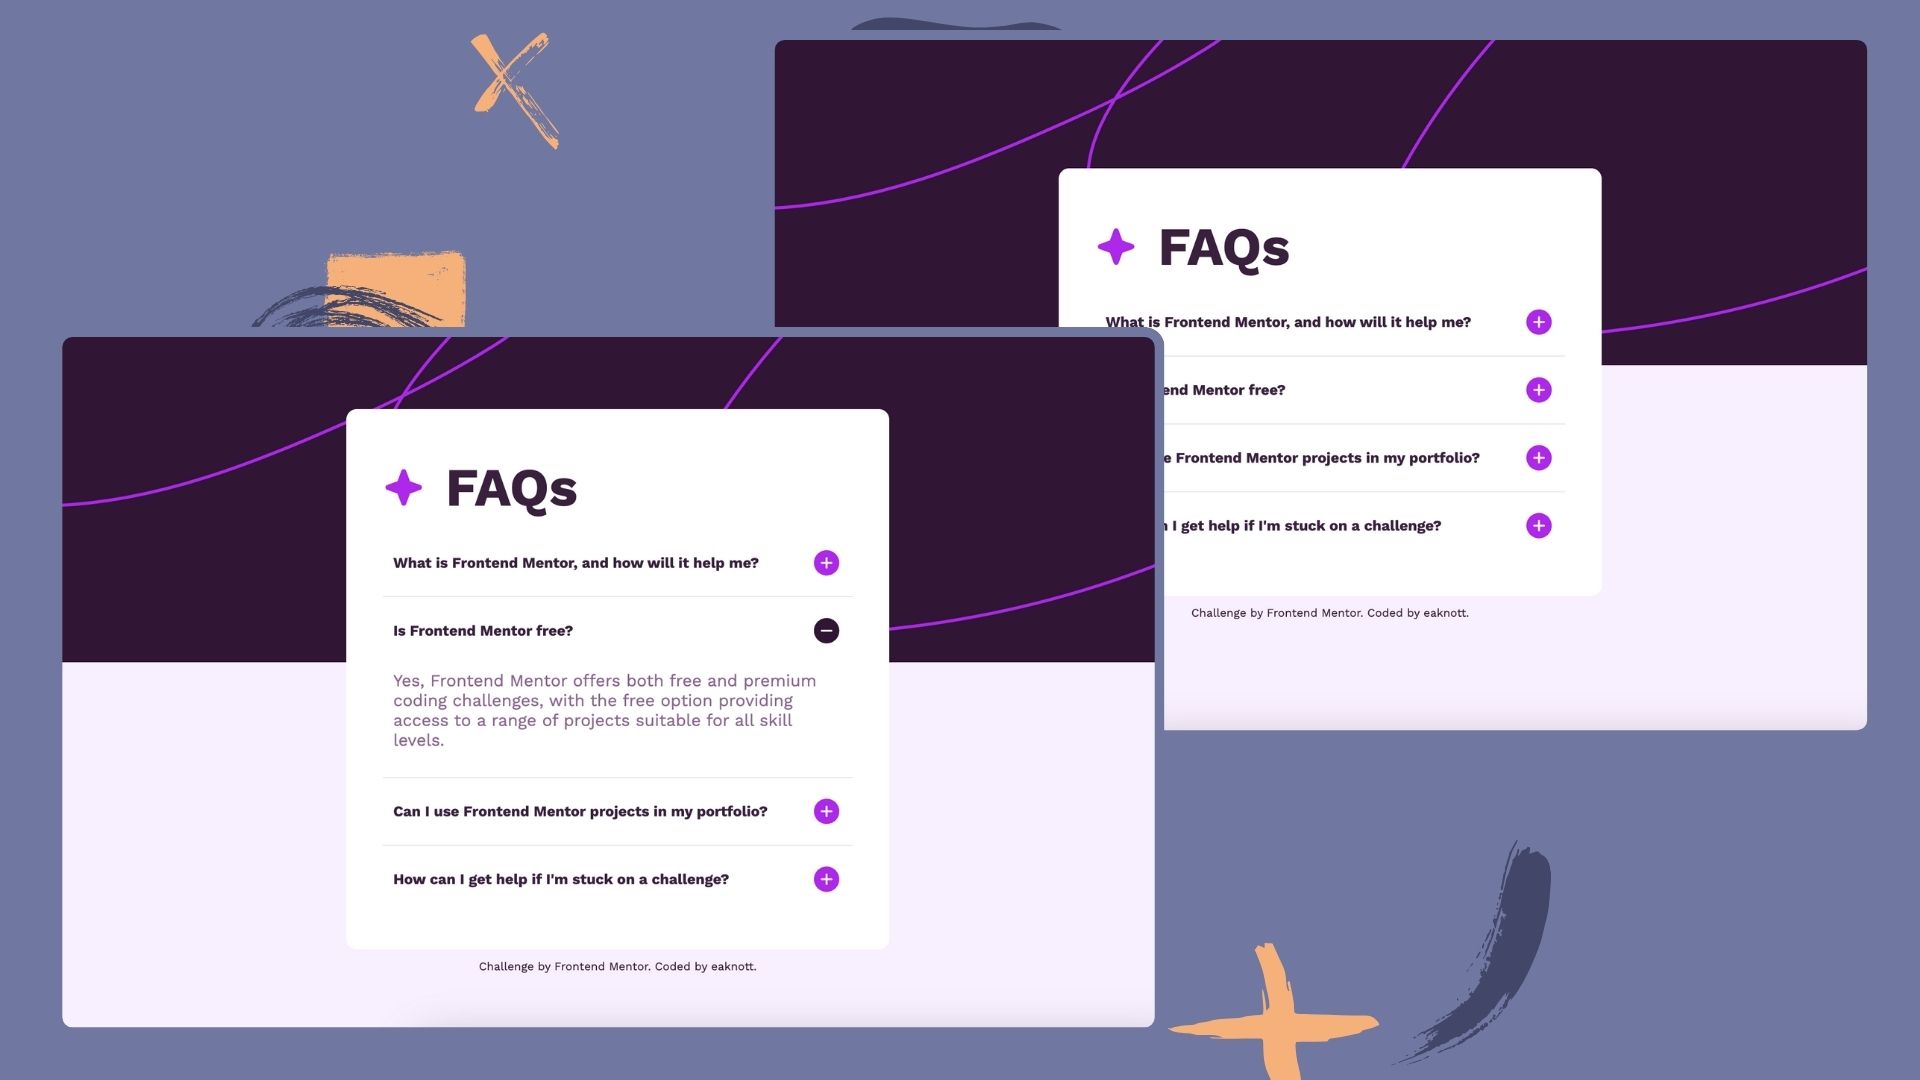 FAQs
What is Frontend Mentor, and how will it help me?
end Mentor free?
e Frontend Mentor projects in my portfolio?
I get help if I'm stuck on a challenge?
Challenge by Frontend Mentor. Coded by eaknott.
FAQs
What is Frontend Mentor, and how will it help me?
Is Frontend Mentor free?
Yes, Frontend Mentor offers both free and premium
coding challenges, with the free option providing
access to a range of projects suitable for all skill
levels.
Can I use Frontend Mentor projects in my portfolio?
How can I get help if I'm stuck on a challenge?
Challenge by Frontend Mentor. Coded by eaknott.